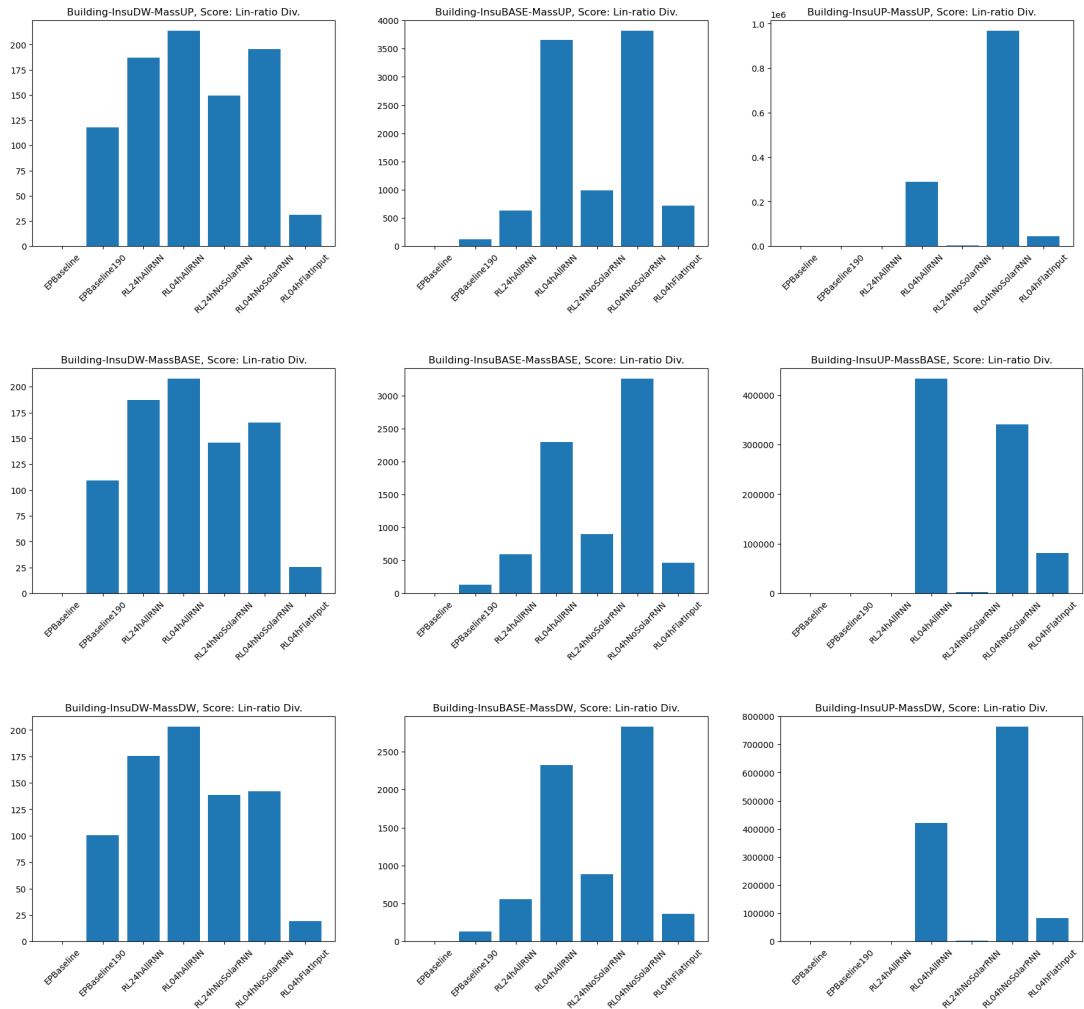 Building-InsuDW-MassUP, Score: Lin-ratio Div.
200
175
150
125
100
75
50
25
0
EPBaseline
EPBaseline190
RL24hAllRNN
RL04hAllRNN
RL24hNoSolarRNN
RL04hNoSolarRNN
RL04hFlatInput
Building-InsuBASE-MassUP, Score: Lin-ratio Div.
4000
3500
3000
2500
2000
1500
1000
500
0
EPBaseline
EPBaseline190
RL24hAllRNN
RL04hAllRNN
RL24hNoSolarRNN
RL04hNoSolarRNN
RL04hFlatInput
Building-InsuUP-MassUP, Score: Lin-ratio Div.
1e6
1.0
0.8
0.6
0.4
0.2
0.0
EPBaseline
EPBaseline190
RL24hAllRNN
RL04hAllRNN
RL24hNoSolarRNN
RL04hNoSolarRNN
RL04hFlatInput
Building-InsuDW-MassBASE, Score: Lin-ratio Div.
200
175
150
125
100
75
50
25
0
EPBaseline
EPBaseline190
RL24hAllRNN
RL04hAllRNN
RL24hNoSolarRNN
RL04hNoSolarRNN
RL04hFlatInput
Building-InsuBASE-MassBASE, Score: Lin-ratio Div.
3000
2500
2000
1500
1000
500
0
EPBaseline
EPBaseline190
RL24hAllRNN
RL04hAllRNN
RL24hNoSolarRNN
RL04hNoSolarRNN
RL04hFlatInput
Building-InsuUP-MassBASE, Score: Lin-ratio Div.
400000
300000
200000
100000
0
EPBaseline
EPBaseline190
RL24hAllRNN
RL04hAllRNN
RL24hNoSolarRNN
RL04hNoSolarRNN
RL04hFlatInput
Building-InsuDW-MassDW, Score: Lin-ratio Div.
200
175
150
125
100
75
50
25
0
EPBaseline
EPBaseline190
RL24hAllRNN
RL04hAllRNN
RL24hNoSolarRNN
RL04hNoSolarRNN
RL04hFlatInput
Building-InsuBASE-MassDW, Score: Lin-ratio Div.
2500
2000
1500
1000
500
0
EPBaseline
EPBaseline190
RL24hAllRNN
RL04hAllRNN
RL24hNoSolarRNN
RL04hNoSolarRNN
RL04hFlatInput
Building-InsuUP-MassDW, Score: Lin-ratio Div.
800000
700000
600000
500000
400000
300000
200000
100000
0
EPBaseline
EPBaseline190
RL24hAllRNN
RL04hAllRNN
RL24hNoSolarRNN
RL04hNoSolarRNN
RL04hFlatInput